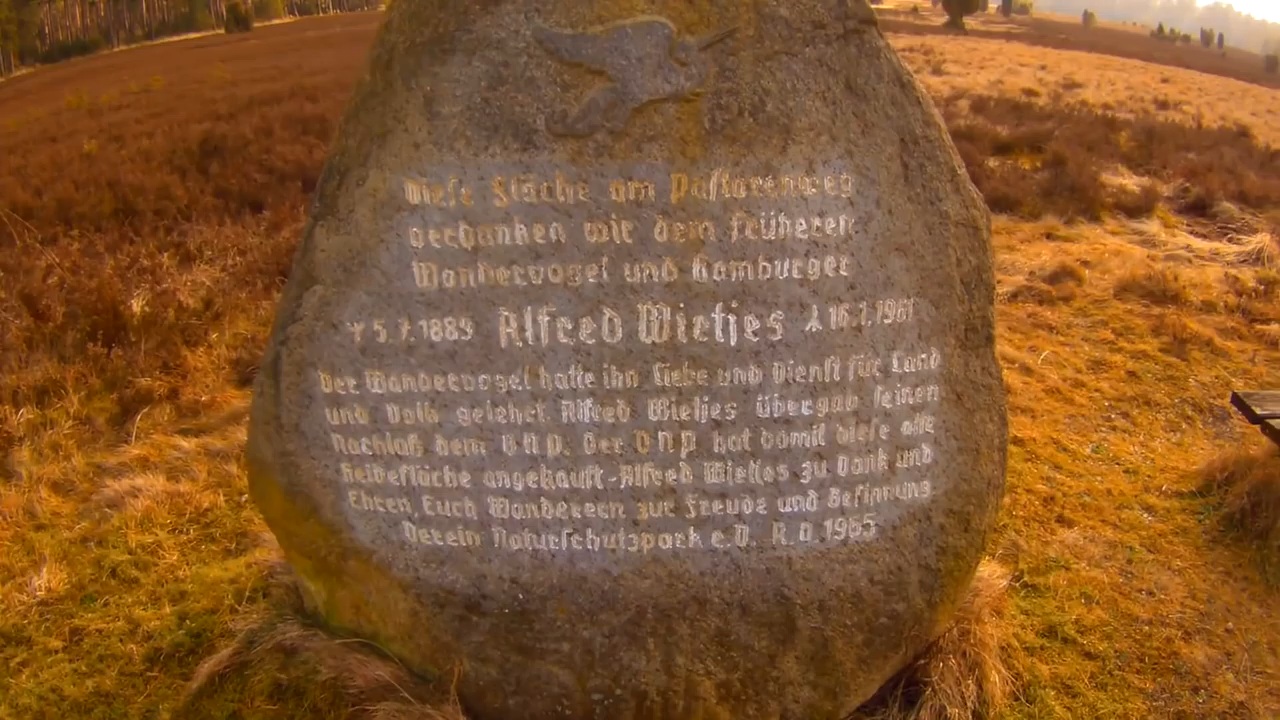 Diese Fläche am Pastorenweg
verdanken wir dem früheren
Wandervogel und Hamburger
5.7.1889 Alfred Wietjes 16.1.1961
Der Wandervogel hatte ihn Liebe und Dienst für Land
und Volk gelehrt. Alfred Wietjes übergab seinen
Nachlaß dem VNP. Der VNP hat damit diese alte
Heidefläche angekauft - Alfred Wietjes zu Dank und
Ehren, Euch Wanderern zur Freude und Besinnung
Verein Naturschutzpark e.V. 1965